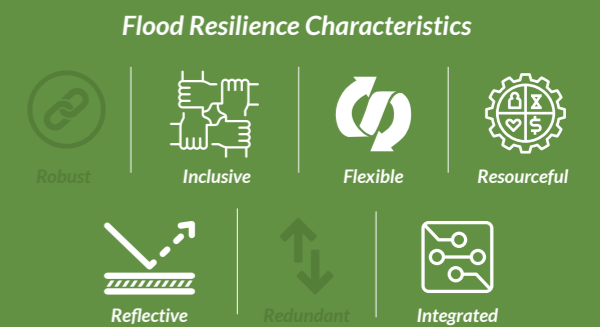 Flood Resilience Characteristics
Robust
Inclusive
Flexible
Resourceful
$
Reflective
Redundant
Integrated